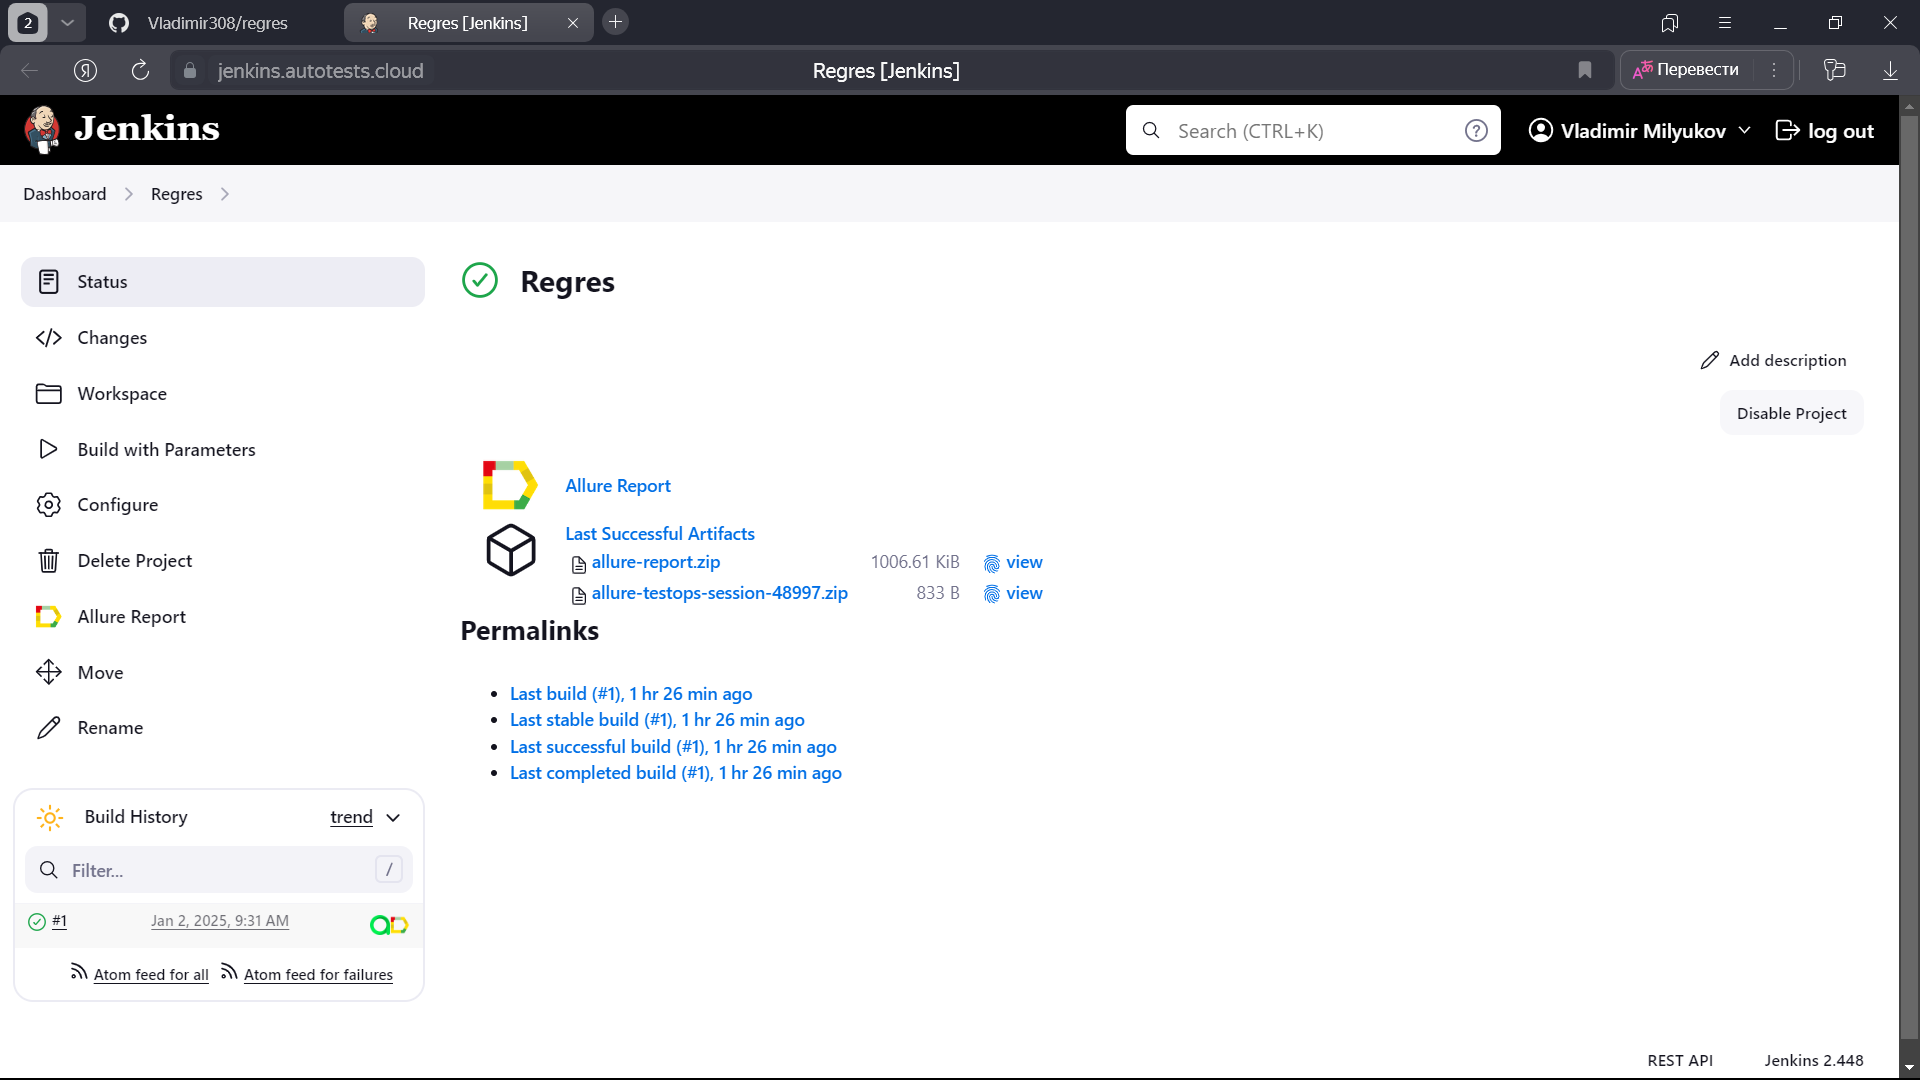 2
Vladimir308/regres
Regres [Jenkins]
jenkins.autotests.cloud
Regres [Jenkins]
Перевести
Jenkins
Search (CTRL+K)
Vladimir Milyukov
log out
Dashboard
Regres
Status
Changes
Workspace
Build with Parameters
Configure
Delete Project
Allure Report
Move
Rename
Build History
trend
Filter...
/
#1
Jan 2, 2025, 9:31 AM
Atom feed for all
Atom feed for failures
Regres
Add description
Disable Project
Allure Report
Last Successful Artifacts
allure-report.zip 1006.61 KiB view
allure-testops-session-48997.zip 833 B view
Permalinks
Last build (#1), 1 hr 26 min ago
Last stable build (#1), 1 hr 26 min ago
Last successful build (#1), 1 hr 26 min ago
Last completed build (#1), 1 hr 26 min ago
REST API
Jenkins 2.448